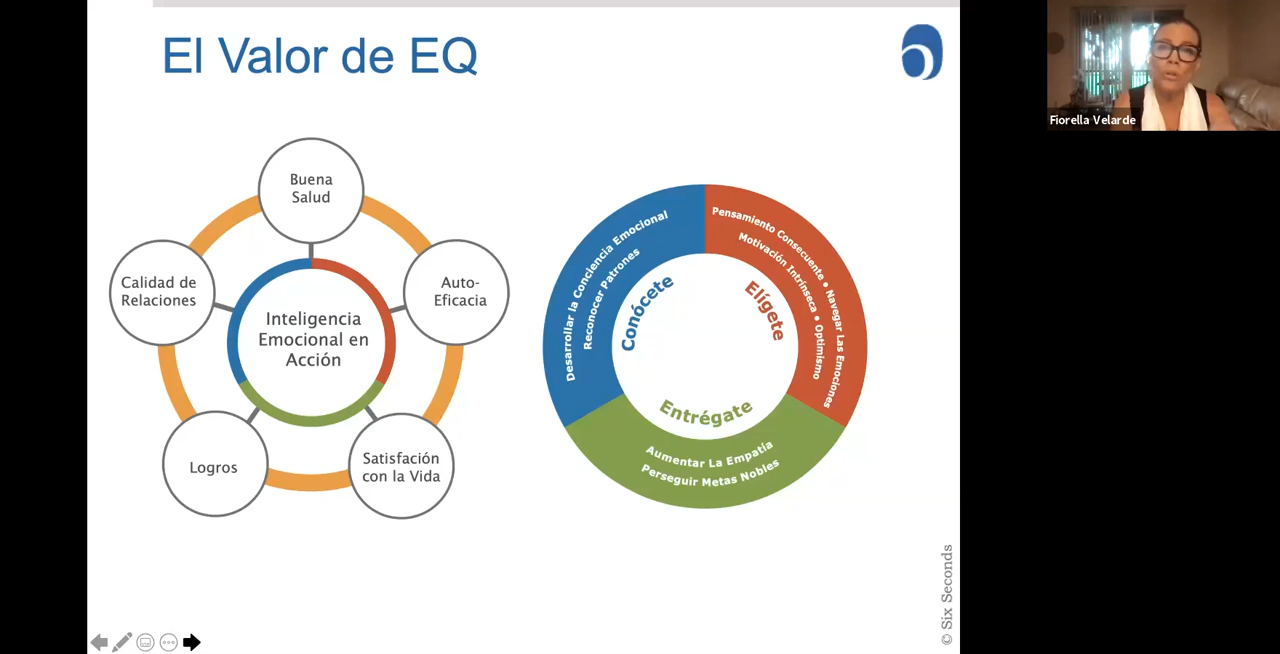 El Valor de EQ
Fiorella Velarde
Buena
Salud
Calidad de
Relaciones
Auto-
Eficacia
Inteligencia
Emocional en
Acción
Logros
Satisfacción
con la Vida
Desarrollar la Conciencia Emocional
Reconocer Patrones
Conócete
Pensamiento Consecuente • Navegar Las Emociones
Motivación Intrínseca • Optimismo
Elígete
Entrégate
Aumentar La Empatía
Perseguir Metas Nobles
© Six Seconds